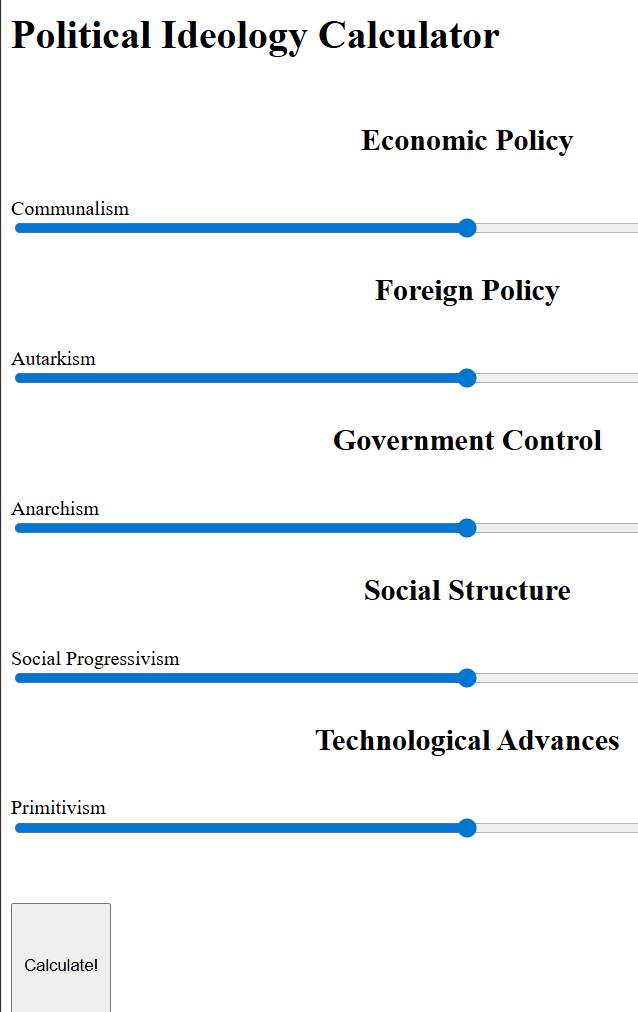 Political Ideology Calculator
Economic Policy
Communalism
Foreign Policy
Autarkism
Government Control
Anarchism
Social Structure
Social Progressivism
Technological Advances
Primitivism
Calculate!